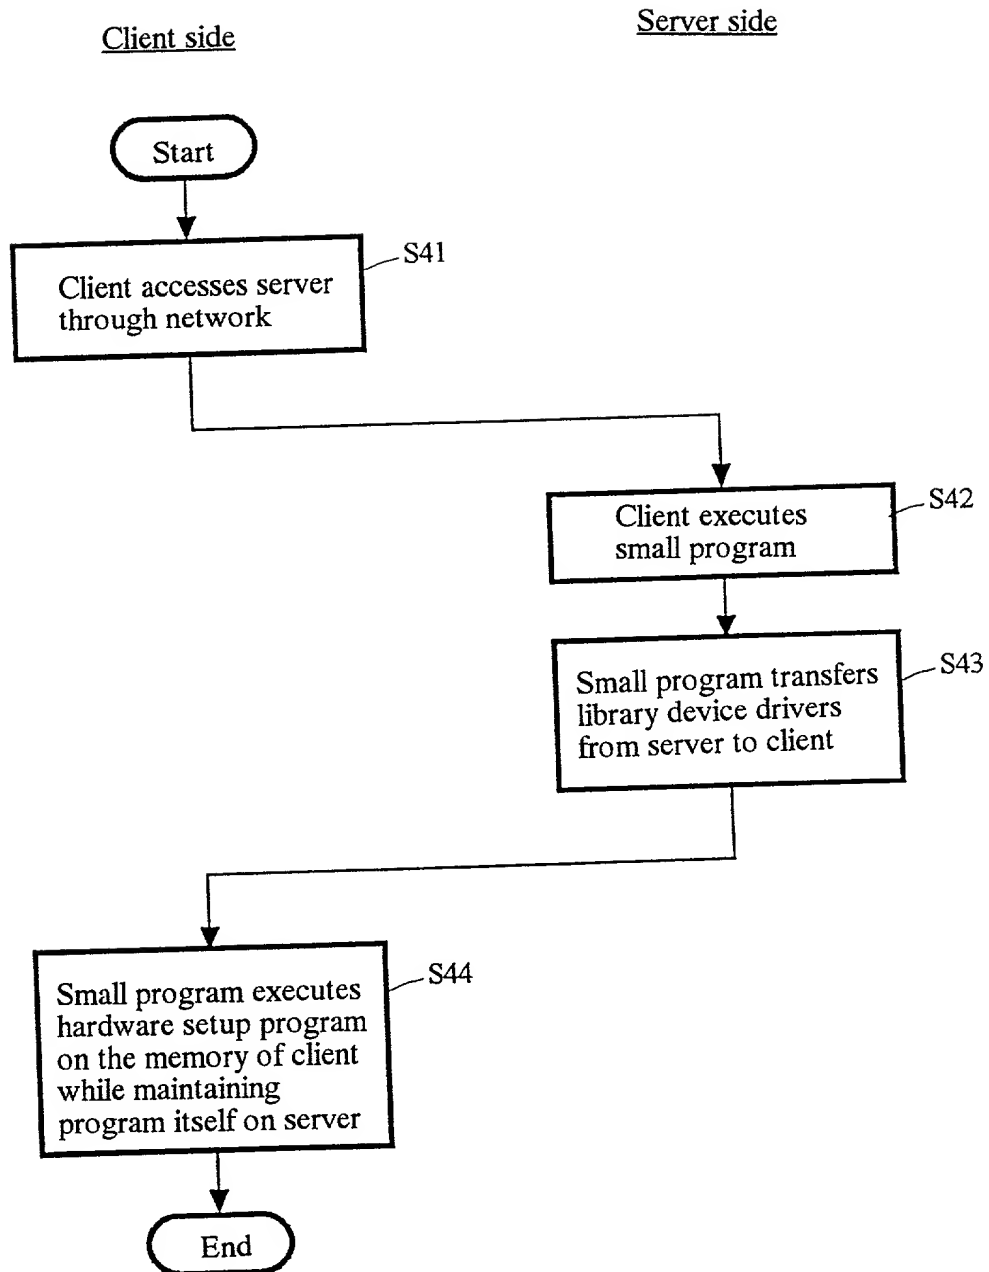 Client side
Server side
Start
S41
Client accesses server
through network
S42
Client executes
small program
S43
Small program transfers
library device drivers
from server to client
S44
Small program executes
hardware setup program
on the memory of client
while maintaining
program itself on server
End